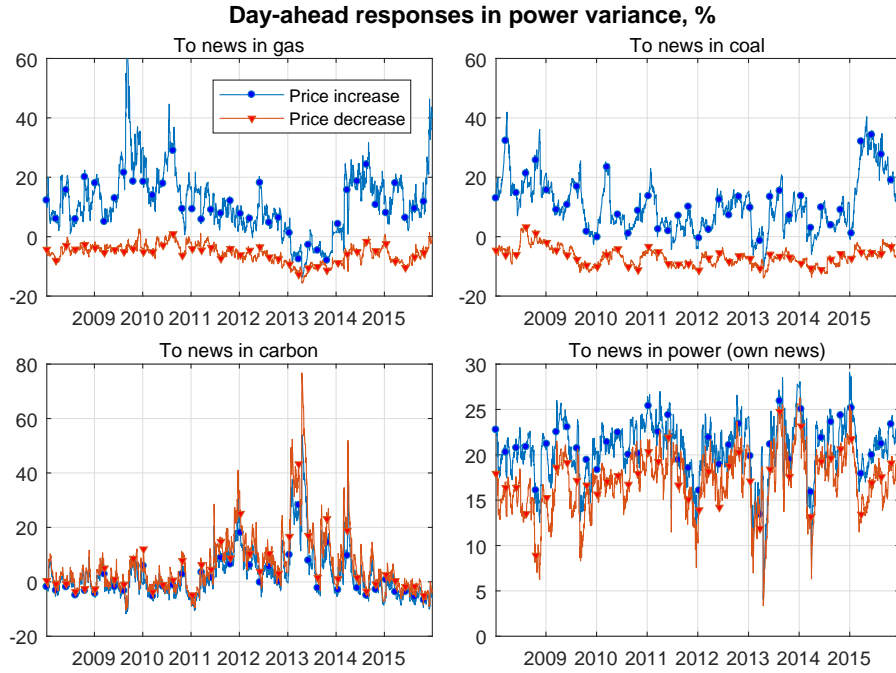 Day-ahead responses in power variance, %
To news in gas
60
40
20
0
-20
Price increase
Price decrease
2009 2010 2011 2012 2013 2014 2015
To news in coal
60
40
20
0
-20
2009 2010 2011 2012 2013 2014 2015
To news in carbon
80
60
40
20
0
-20
2009 2010 2011 2012 2013 2014 2015
To news in power (own news)
30
25
20
15
10
5
0
2009 2010 2011 2012 2013 2014 2015